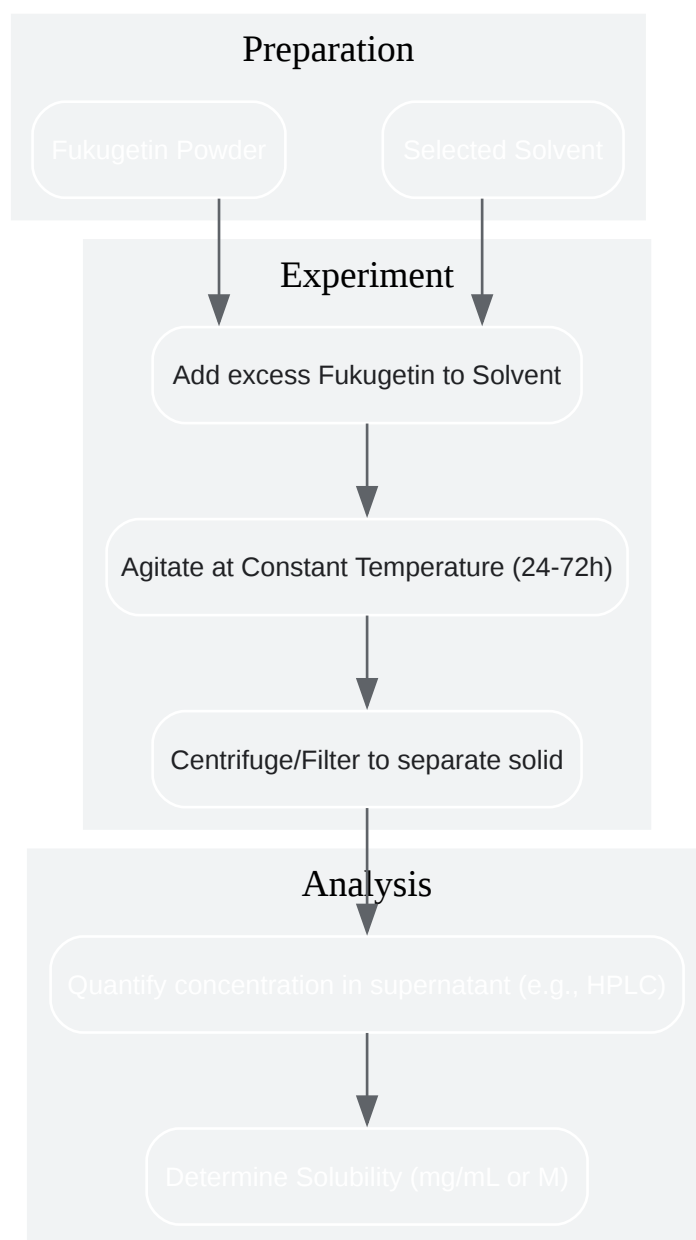 Preparation
Fukugetin Powder
Selected Solvent
Experiment
Add excess Fukugetin to Solvent
Agitate at Constant Temperature (24-72h)
Centrifuge/Filter to separate solid
Analysis
Quantify concentration in supernatant (e.g., HPLC)
Determine Solubility (mg/mL or M)